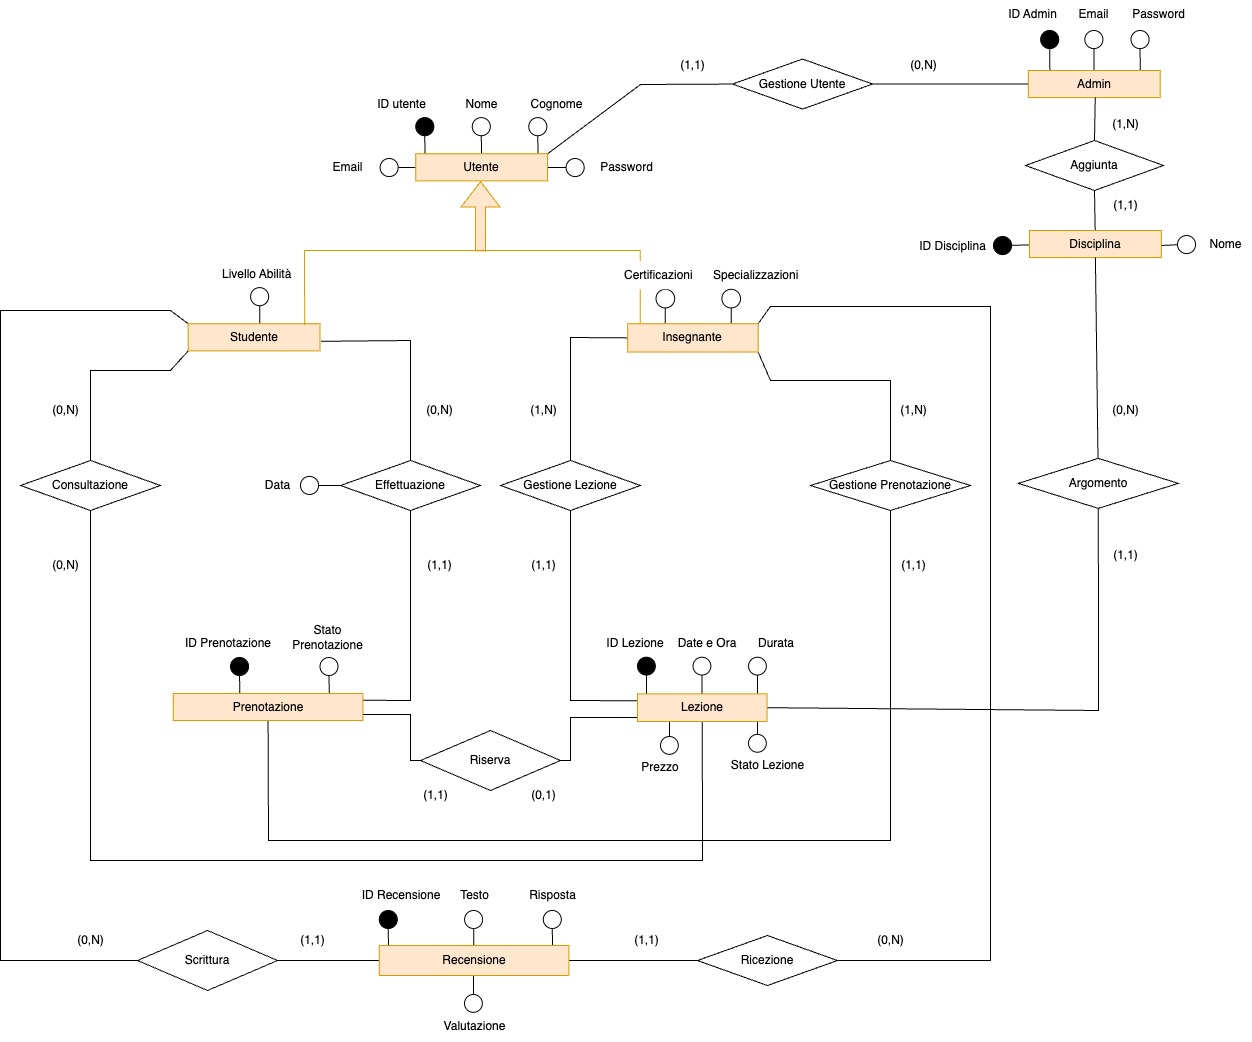 ID Admin
Email
Password
Admin
(1,1)
Gestione Utente
(0,N)
ID utente
Nome
Cognome
Email
Utente
Password
(1,N)
Aggiunta
(1,1)
ID Disciplina
Disciplina
Nome
Livello Abilità
Certificazioni
Specializzazioni
Studente
Insegnante
(0,N)
(0,N)
(1,N)
(1,N)
(0,N)
Consultazione
Data
Effettuazione
Gestione Lezione
Gestione Prenotazione
Argomento
(0,N)
(1,1)
(1,1)
(1,1)
(1,1)
ID Prenotazione
Stato
Prenotazione
ID Lezione
Date e Ora
Durata
Prenotazione
Lezione
Riserva
Prezzo
Stato Lezione
(1,1)
(0,1)
ID Recensione
Testo
Risposta
(0,N)
Scrittura
(1,1)
Recensione
(1,1)
Ricezione
(0,N)
Valutazione